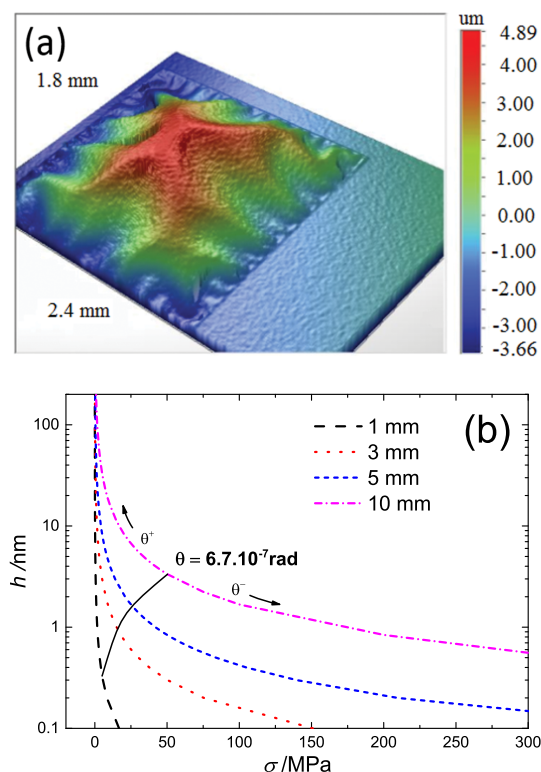 (a)
um
1.8 mm
2.4 mm
4.89
4.00
3.00
2.00
1.00
0.00
-1.00
-2.00
-3.00
-3.66
(b)
100
10
1
0.1
h /nm
1 mm
3 mm
5 mm
10 mm
θ+
θ = 6.7.10-7rad
θ−
0 50 100 150 200 250 300
σ /MPa